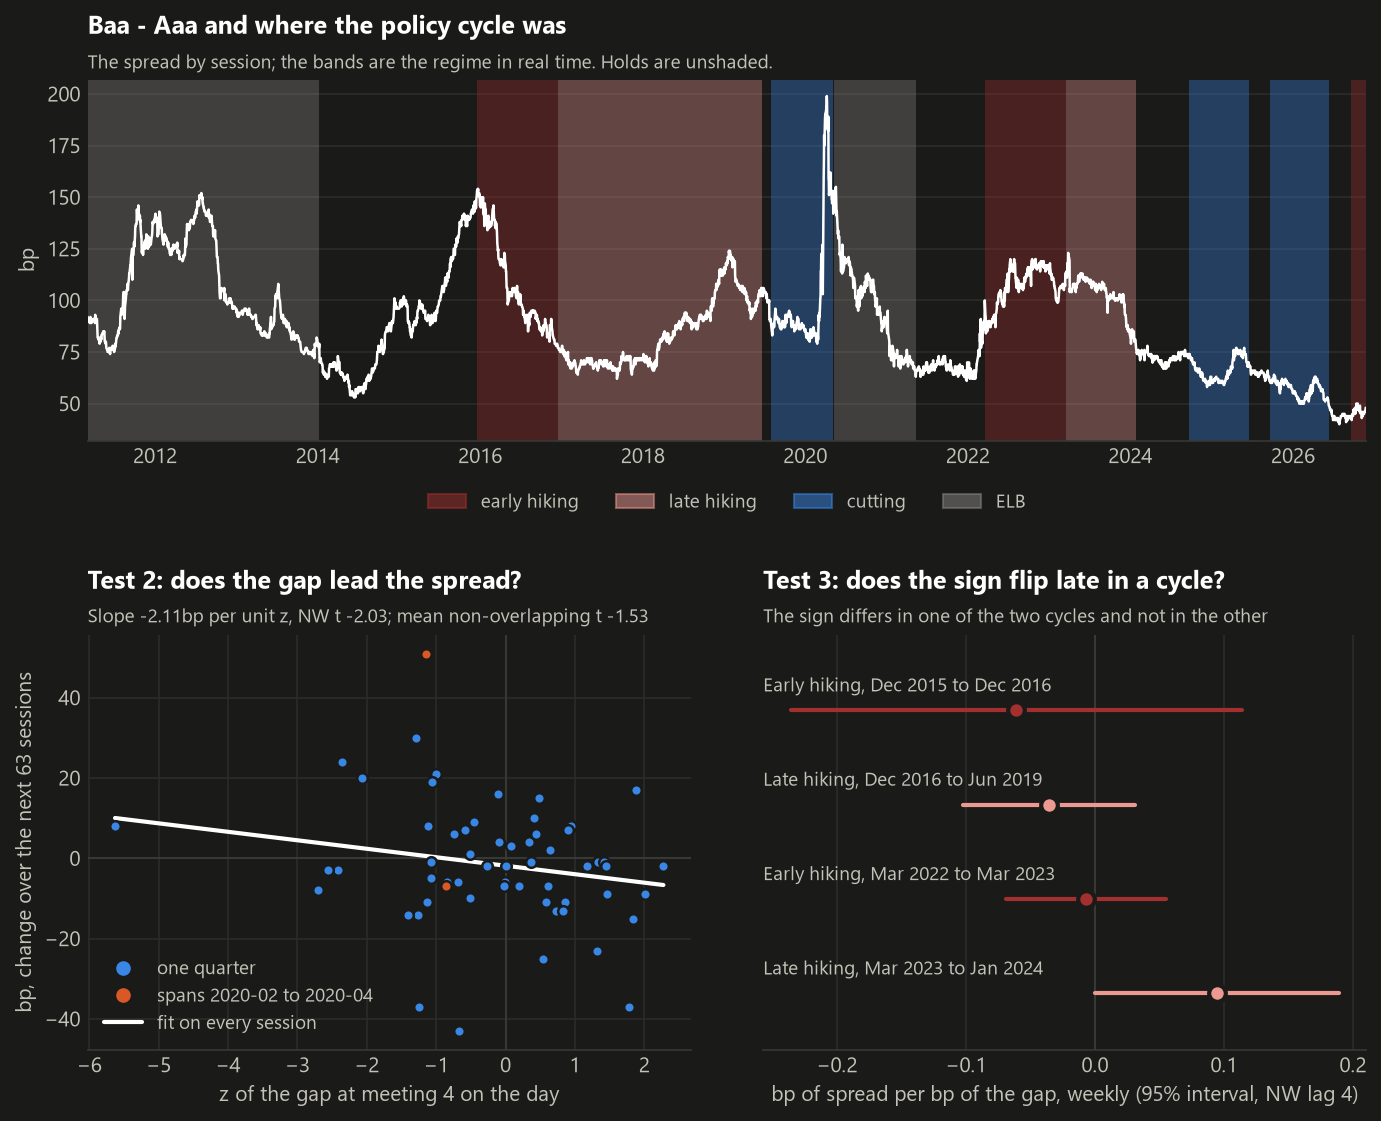 Baa - Aaa and where the policy cycle was
The spread by session; the bands are the regime in real time. Holds are unshaded.
200
175
150
125
100
75
50
bp
2012 2014 2016 2018 2020 2022 2024 2026
early hiking late hiking cutting ELB
Test 2: does the gap lead the spread?
Slope -2.11bp per unit z, NW t -2.03; mean non-overlapping t -1.53
bp, change over the next 63 sessions
40
20
0
−20
−40
one quarter
spans 2020-02 to 2020-04
fit on every session
−6 −5 −4 −3 −2 −1 0 1 2
z of the gap at meeting 4 on the day
Test 3: does the sign flip late in a cycle?
The sign differs in one of the two cycles and not in the other
Early hiking, Dec 2015 to Dec 2016
Late hiking, Dec 2016 to Jun 2019
Early hiking, Mar 2022 to Mar 2023
Late hiking, Mar 2023 to Jan 2024
−0.2 −0.1 0.0 0.1 0.2
bp of spread per bp of the gap, weekly (95% interval, NW lag 4)